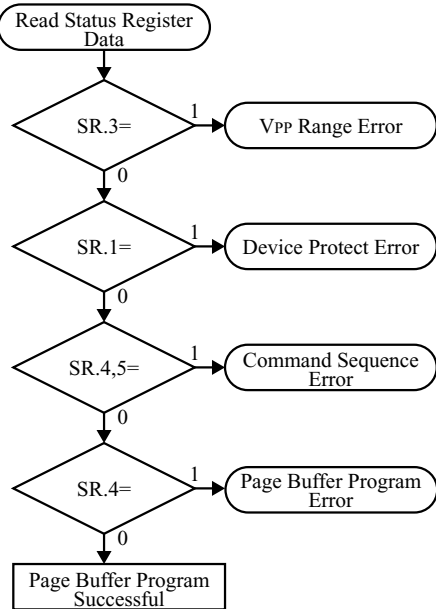 Read Status Register
Data
SR.3=
1
VPP Range Error
0
SR.1=
1
Device Protect Error
0
SR.4,5=
1
Command Sequence
Error
0
SR.4=
1
Page Buffer Program
Error
0
Page Buffer Program
Successful